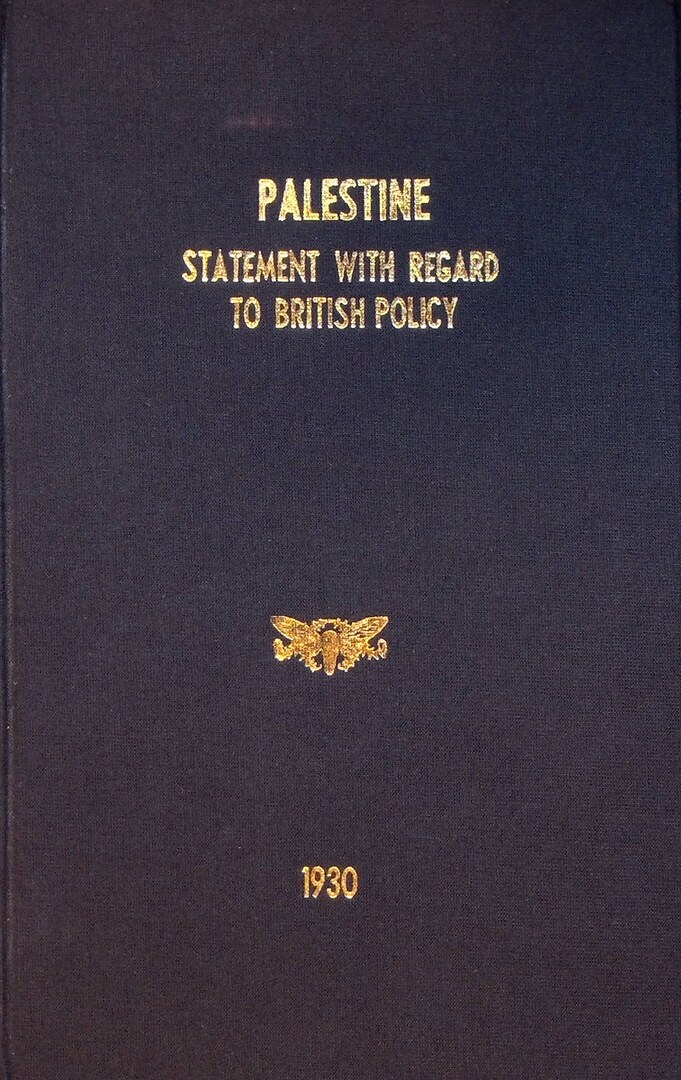 PALESTINE
STATEMENT WITH REGARD
TO BRITISH POLICY
1930